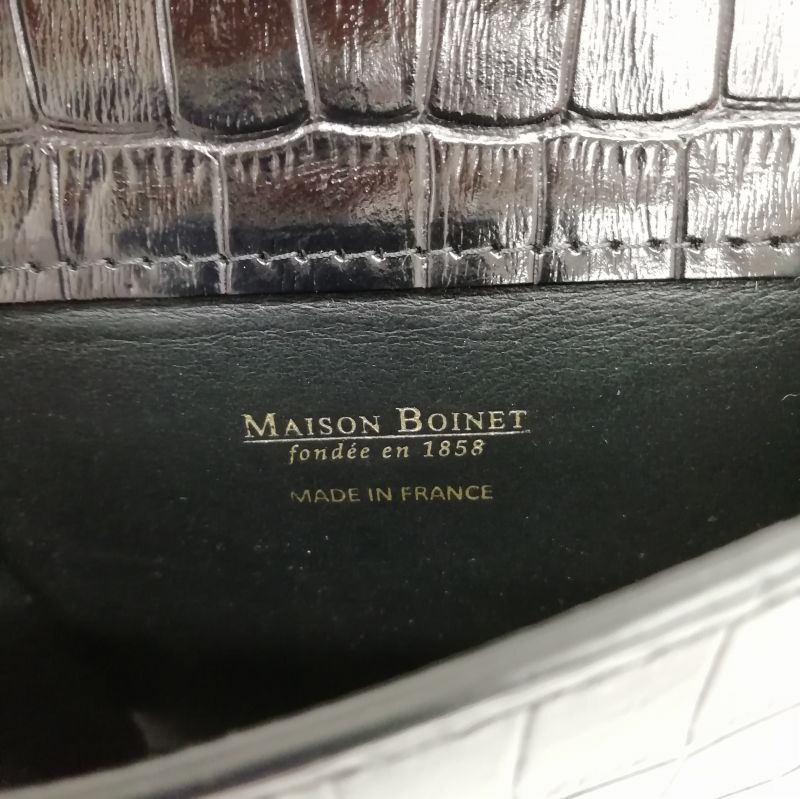 MAISON BOINET
fondée en 1858
MADE IN FRANCE